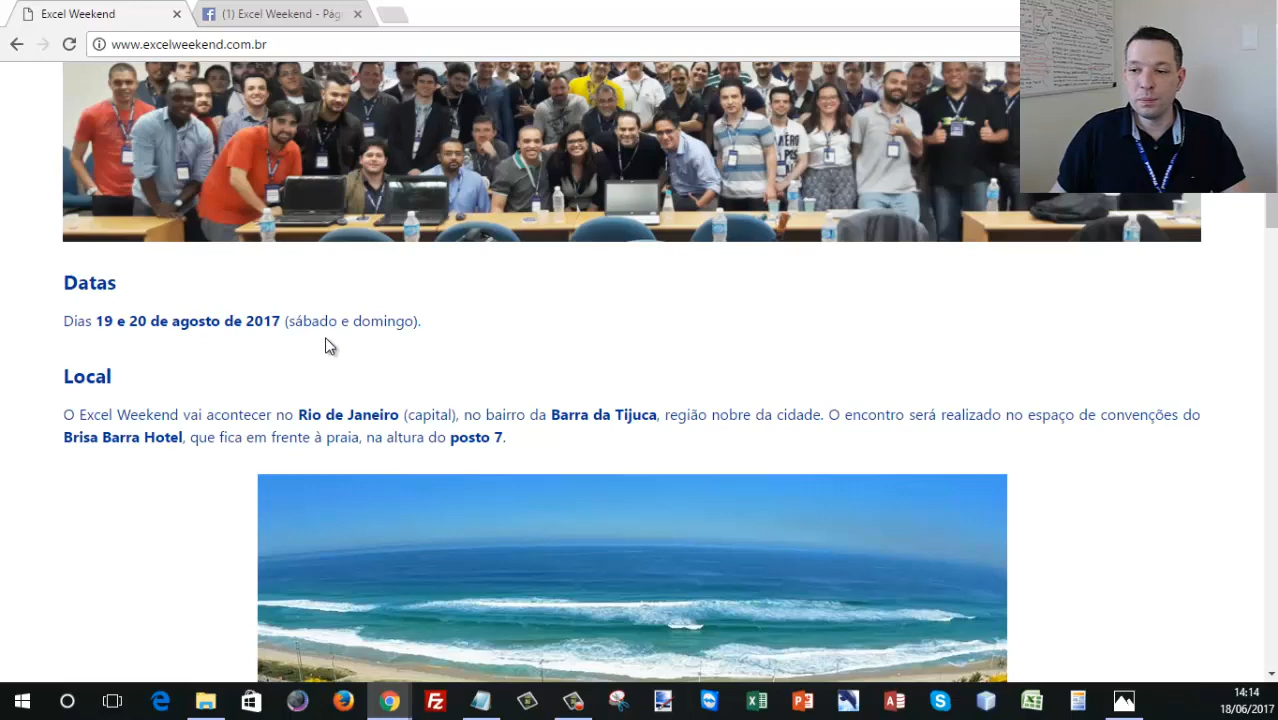 Excel Weekend
(1) Excel Weekend - Pág
www.excelweekend.com.br
Datas
Dias 19 e 20 de agosto de 2017 (sábado e domingo).
Local
O Excel Weekend vai acontecer no Rio de Janeiro (capital), no bairro da Barra da Tijuca, região nobre da cidade. O encontro será realizado no espaço de convenções do
Brisa Barra Hotel, que fica em frente à praia, na altura do posto 7.
14:14
18/06/2017